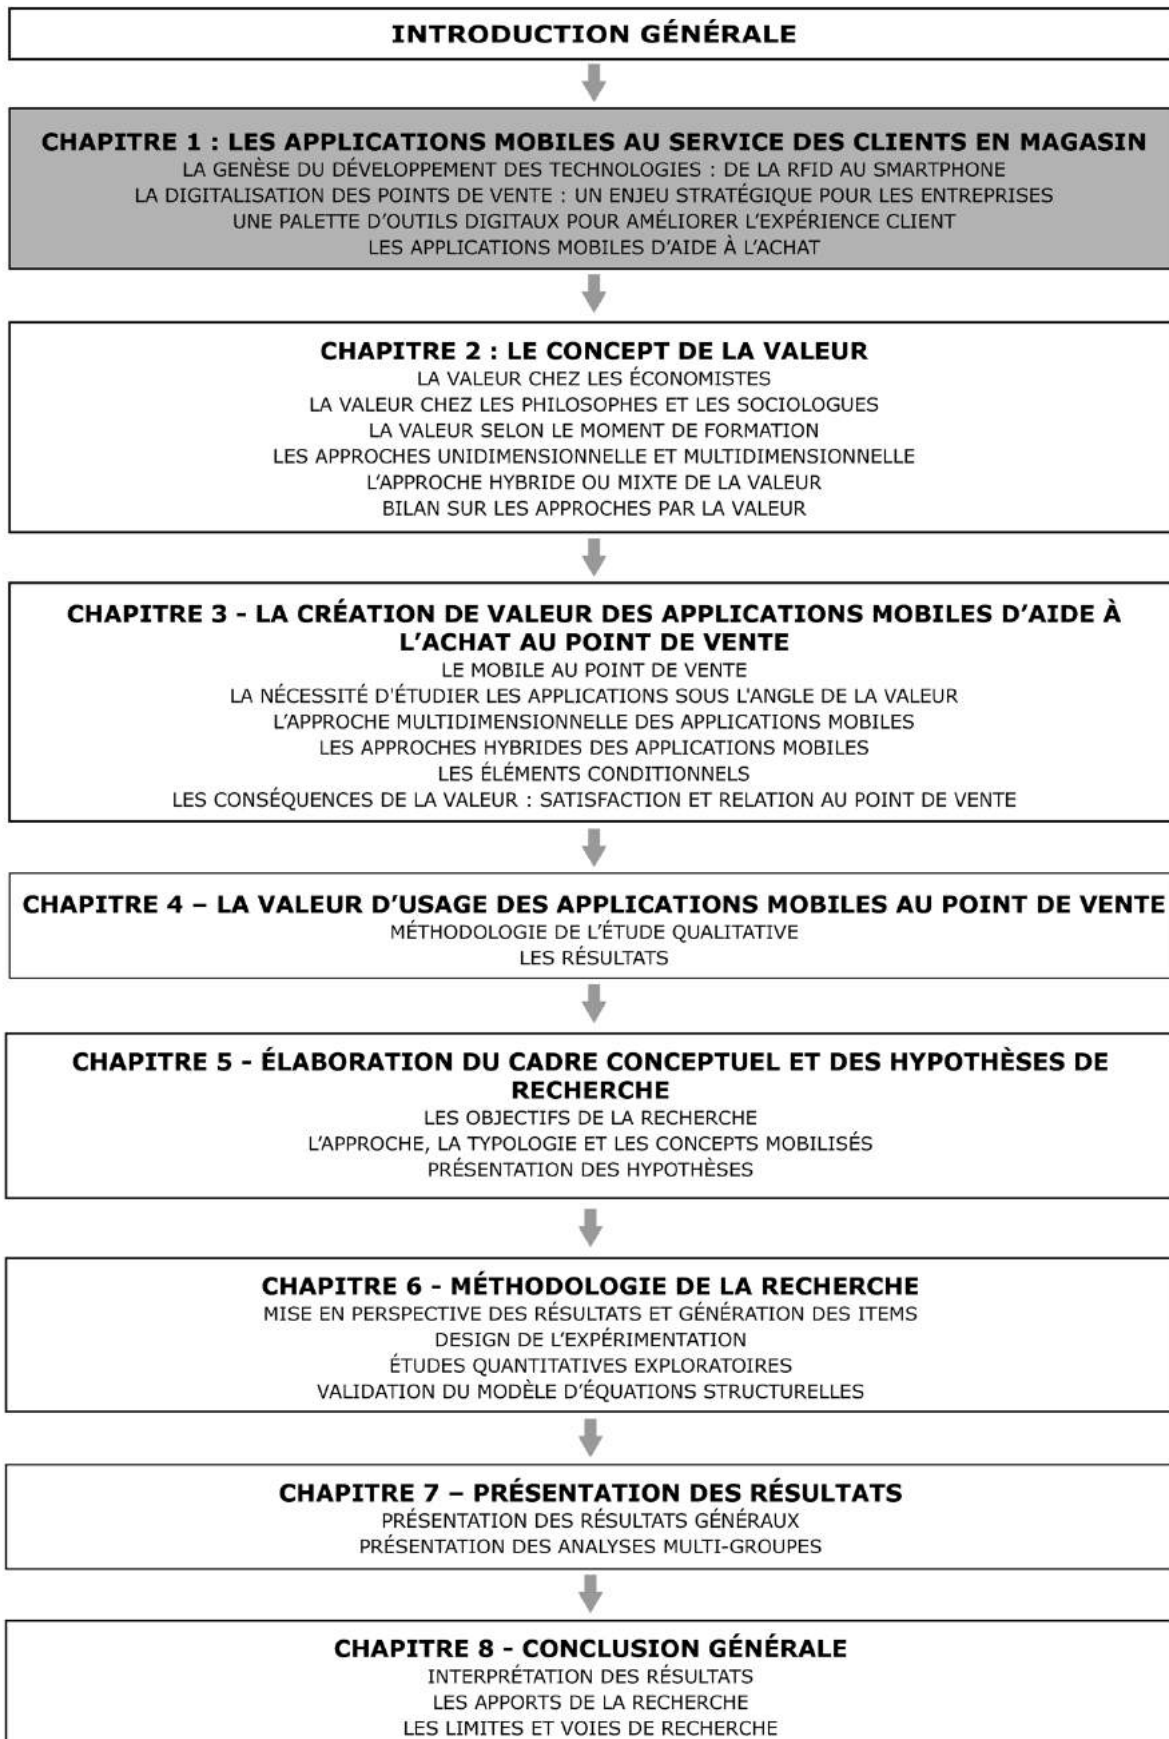 INTRODUCTION GÉNÉRALE
CHAPITRE 1 : LES APPLICATIONS MOBILES AU SERVICE DES CLIENTS EN MAGASIN
LA GENÈSE DU DÉVELOPPEMENT DES TECHNOLOGIES : DE LA RFID AU SMARTPHONE
LA DIGITALISATION DES POINTS DE VENTE : UN ENJEU STRATÉGIQUE POUR LES ENTREPRISES
UNE PALETTE D'OUTILS DIGITAUX POUR AMÉLIORER L'EXPÉRIENCE CLIENT
LES APPLICATIONS MOBILES D'AIDE À L'ACHAT
CHAPITRE 2 : LE CONCEPT DE LA VALEUR
LA VALEUR CHEZ LES ÉCONOMISTES
LA VALEUR CHEZ LES PHILOSOPHES ET LES SOCIOLOGUES
LA VALEUR SELON LE MOMENT DE FORMATION
LES APPROCHES UNIDIMENSIONNELLE ET MULTIDIMENSIONNELLE
L'APPROCHE HYBRIDE OU MIXTE DE LA VALEUR
BILAN SUR LES APPROCHES PAR LA VALEUR
CHAPITRE 3 - LA CRÉATION DE VALEUR DES APPLICATIONS MOBILES D'AIDE À
L'ACHAT AU POINT DE VENTE
LE MOBILE AU POINT DE VENTE
LA NÉCESSITÉ D'ÉTUDIER LES APPLICATIONS SOUS L'ANGLE DE LA VALEUR
L'APPROCHE MULTIDIMENSIONNELLE DES APPLICATIONS MOBILES
LES APPROCHES HYBRIDES DES APPLICATIONS MOBILES
LES ÉLÉMENTS CONDITIONNELS
LES CONSÉQUENCES DE LA VALEUR : SATISFACTION ET RELATION AU POINT DE VENTE
CHAPITRE 4 – LA VALEUR D'USAGE DES APPLICATIONS MOBILES AU POINT DE VENTE
MÉTHODOLOGIE DE L'ÉTUDE QUALITATIVE
LES RÉSULTATS
CHAPITRE 5 - ÉLABORATION DU CADRE CONCEPTUEL ET DES HYPOTHÈSES DE
RECHERCHE
LES OBJECTIFS DE LA RECHERCHE
L'APPROCHE, LA TYPOLOGIE ET LES CONCEPTS MOBILISÉS
PRÉSENTATION DES HYPOTHÈSES
CHAPITRE 6 - MÉTHODOLOGIE DE LA RECHERCHE
MISE EN PERSPECTIVE DES RÉSULTATS ET GÉNÉRATION DES ITEMS
DESIGN DE L'EXPÉRIMENTATION
ÉTUDES QUANTITATIVES EXPLORATOIRES
VALIDATION DU MODÈLE D'ÉQUATIONS STRUCTURELLES
CHAPITRE 7 – PRÉSENTATION DES RÉSULTATS
PRÉSENTATION DES RÉSULTATS GÉNÉRAUX
PRÉSENTATION DES ANALYSES MULTI-GROUPES
CHAPITRE 8 - CONCLUSION GÉNÉRALE
INTERPRÉTATION DES RÉSULTATS
LES APPORTS DE LA RECHERCHE
LES LIMITES ET VOIES DE RECHERCHE